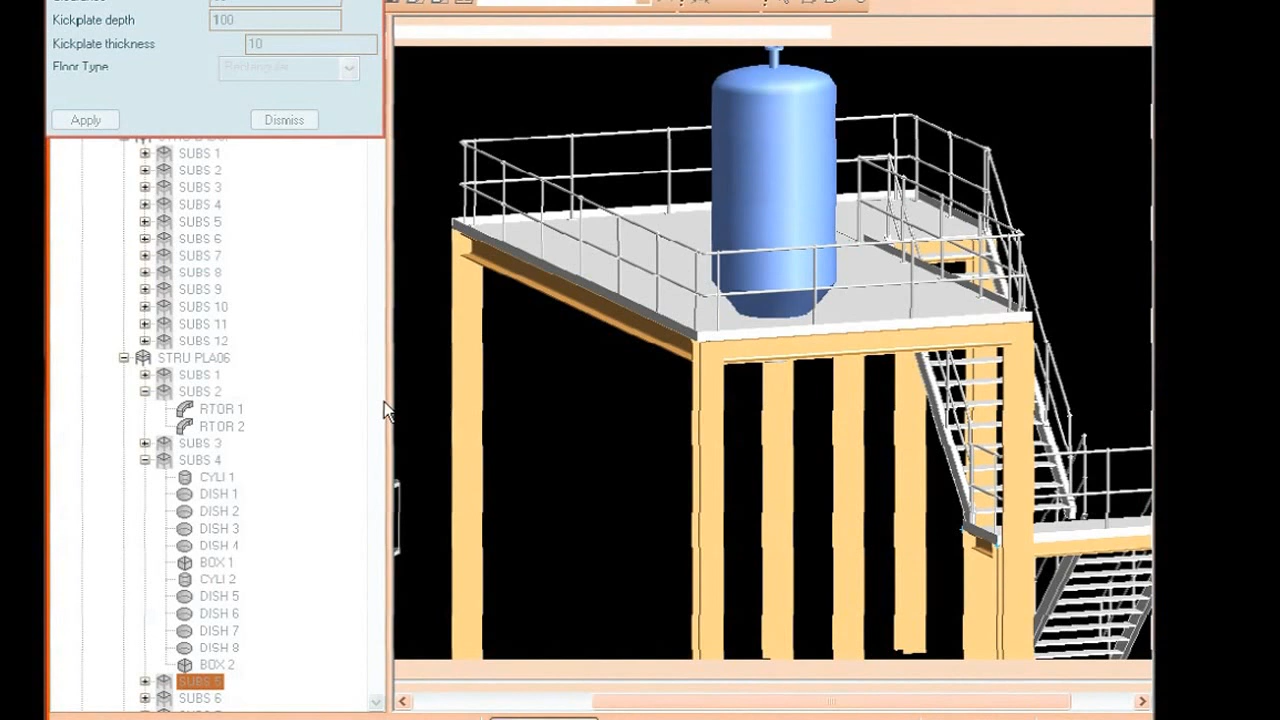 Kickplate depth 100
Kickplate thickness 10
Floor Type Rectangular
Apply Dismiss
SUBS 1
SUBS 2
SUBS 3
SUBS 4
SUBS 5
SUBS 6
SUBS 7
SUBS 8
SUBS 9
SUBS 10
SUBS 11
SUBS 12
STRU PLA06
SUBS 1
SUBS 2
RTOR 1
RTOR 2
SUBS 3
SUBS 4
CYLI 1
DISH 1
DISH 2
DISH 3
DISH 4
BOX 1
CYLI 2
DISH 5
DISH 6
DISH 7
DISH 8
BOX 2
SUBS 5
SUBS 6